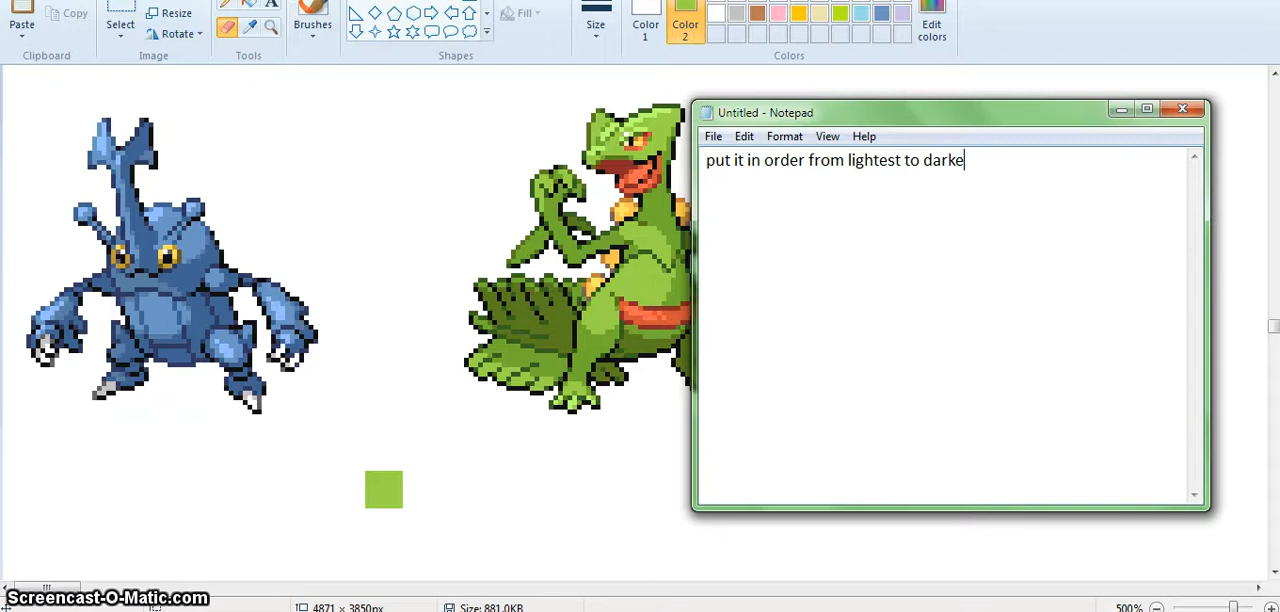 Paste
Copy
Select
Resize
Rotate
Brushes
Fill
Size
Color 1
Color 2
Edit colors
Clipboard
Image
Tools
Shapes
Colors
A
Untitled - Notepad
File Edit Format View Help
put it in order from lightest to darke
Screencast-O-Matic.com
4871 × 3850px
Size: 881.0KB
500%